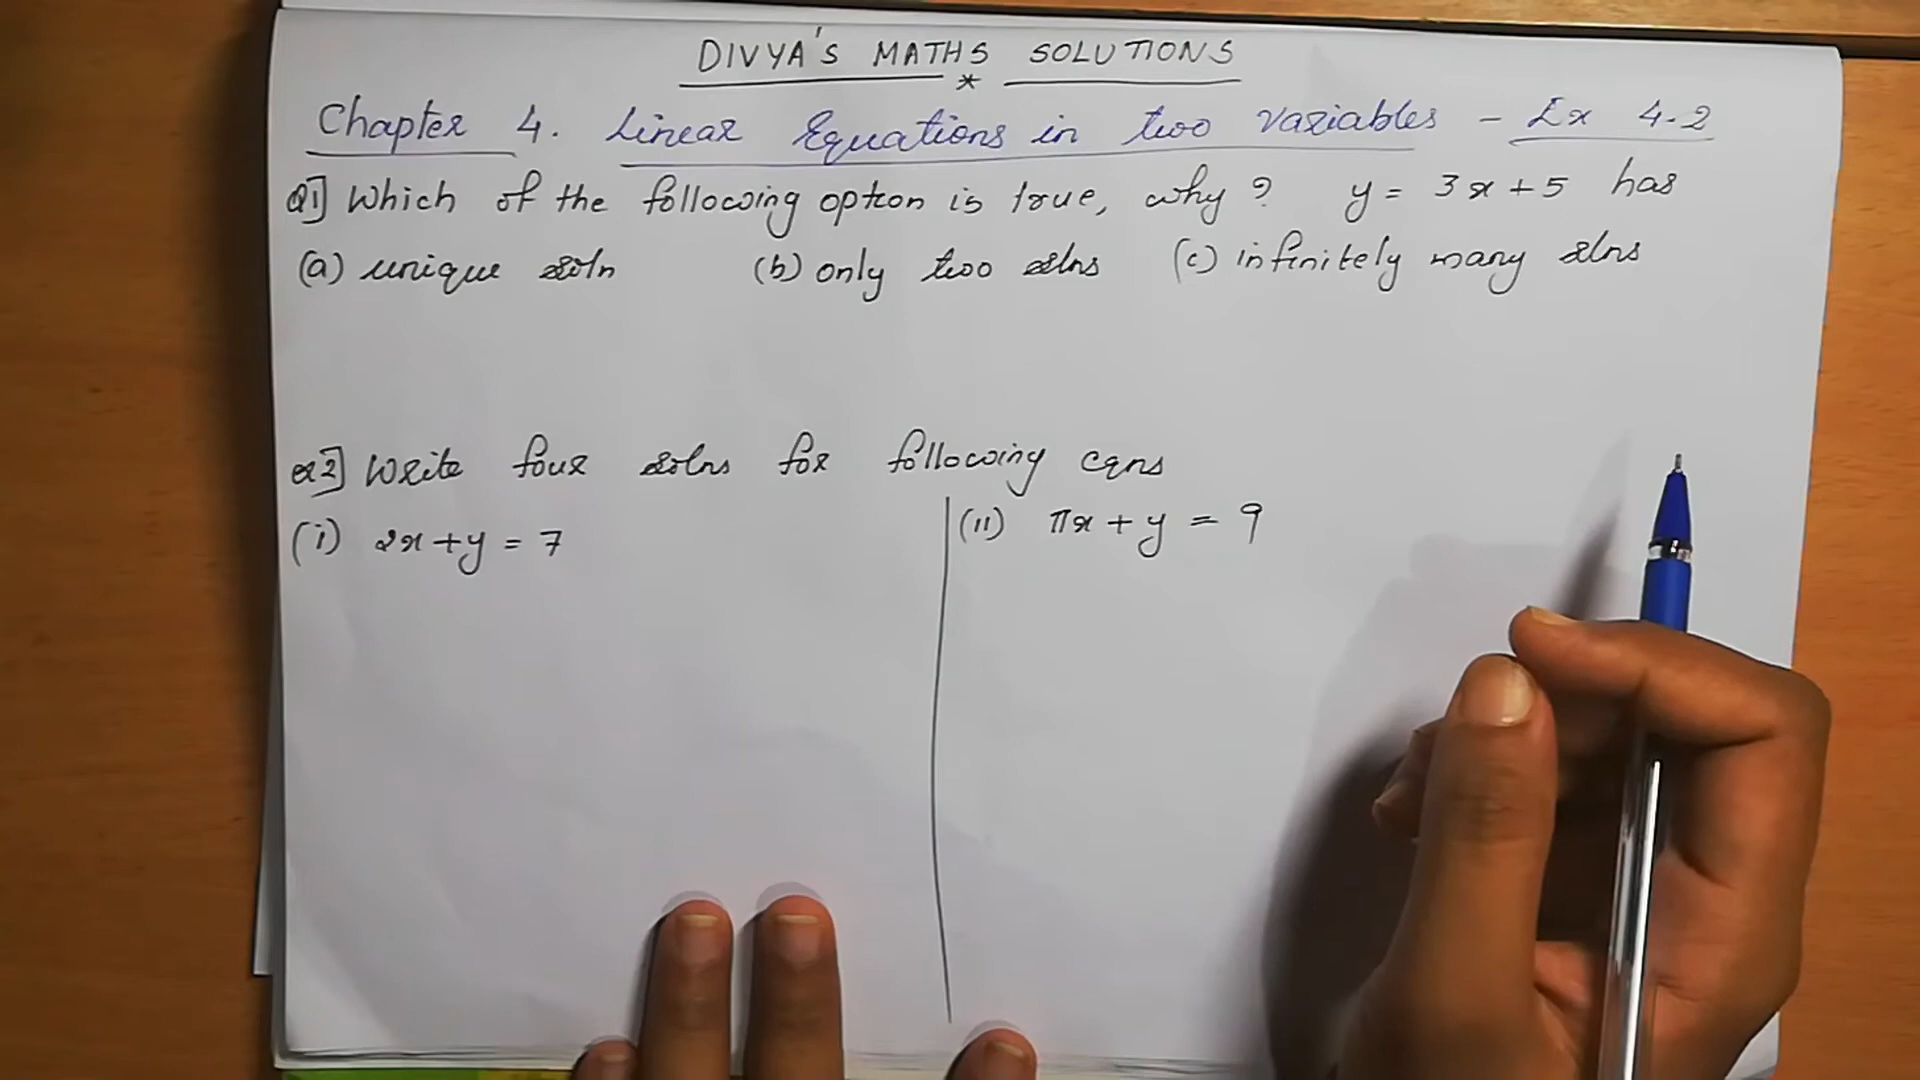 DIVYA'S MATHS SOLUTIONS
*
Chapter 4. Linear Equations in two variables - Ex 4.2
Q1] Which of the following option is true, why? y = 3x+5 has
(a) unique soln (b) only two solns (c) infinitely many slns
Q2] Write four solns for following eqns
(i) 2x+y = 7 (ii) πx+y = 9